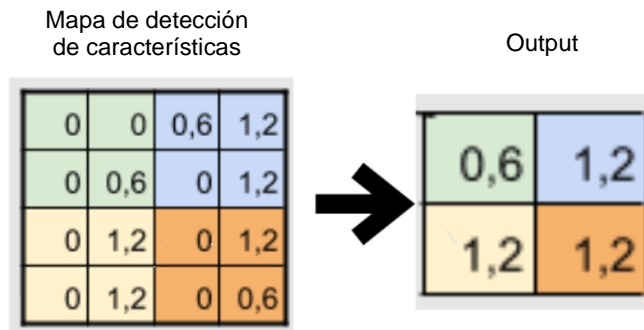 Mapa de detección
de características
Output
0 0 0,6 1,2
0 0,6 0 1,2
0 1,2 0 1,2
0 1,2 0 0,6
0,6 1,2
1,2 1,2